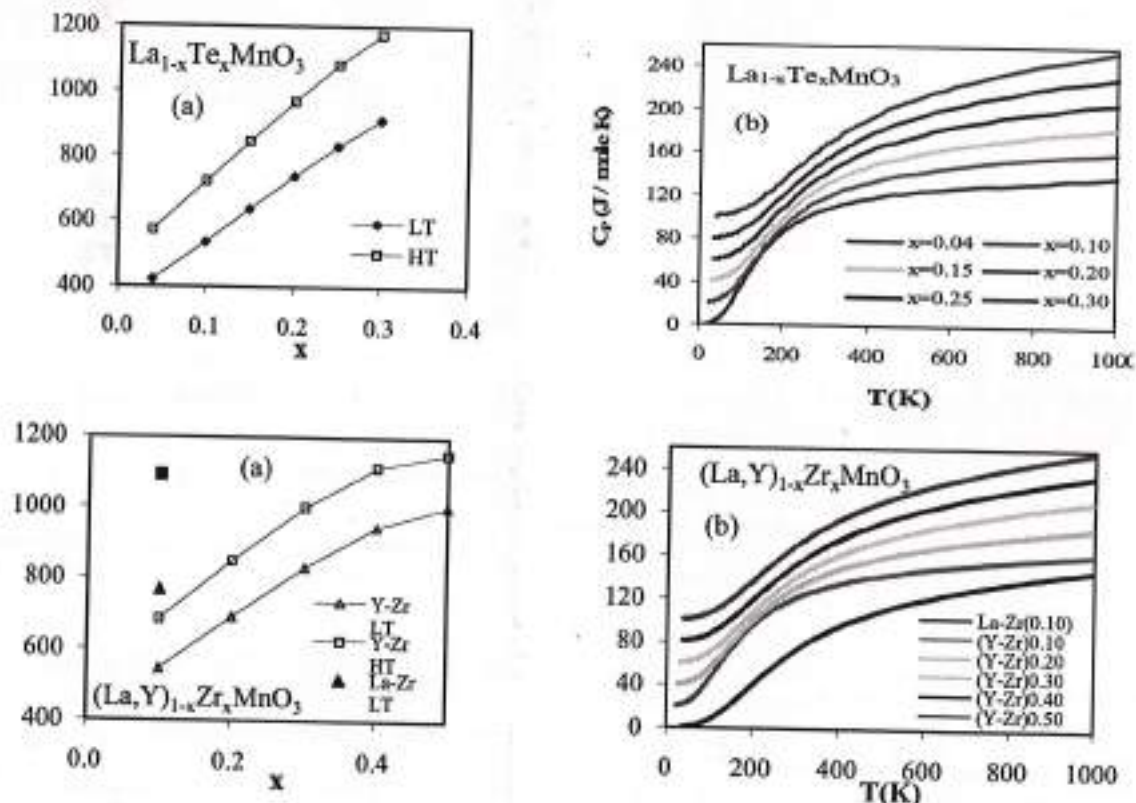 1200
1000
800
600
400
La1-xTexMnO3
(a)
LT
HT
0.0 0.1 0.2 0.3 0.4
x
240
200
160
120
80
40
0
Cp (J / mole K)
La1-xTexMnO3
(b)
x=0.04 x=0.10
x=0.15 x=0.20
x=0.25 x=0.30
0 200 400 600 800 1000
T(K)
1200
1000
800
600
400
(a)
Y-Zr
LT
Y-Zr
HT
La-Zr
LT
(La,Y)1-xZrxMnO3
0.0 0.2 0.4
x
240
200
160
120
80
40
0
(La,Y)1-xZrxMnO3
(b)
La-Zr(0.10)
(Y-Zr)0.10
(Y-Zr)0.20
(Y-Zr)0.30
(Y-Zr)0.40
(Y-Zr)0.50
0 200 400 600 800 1000
T(K)